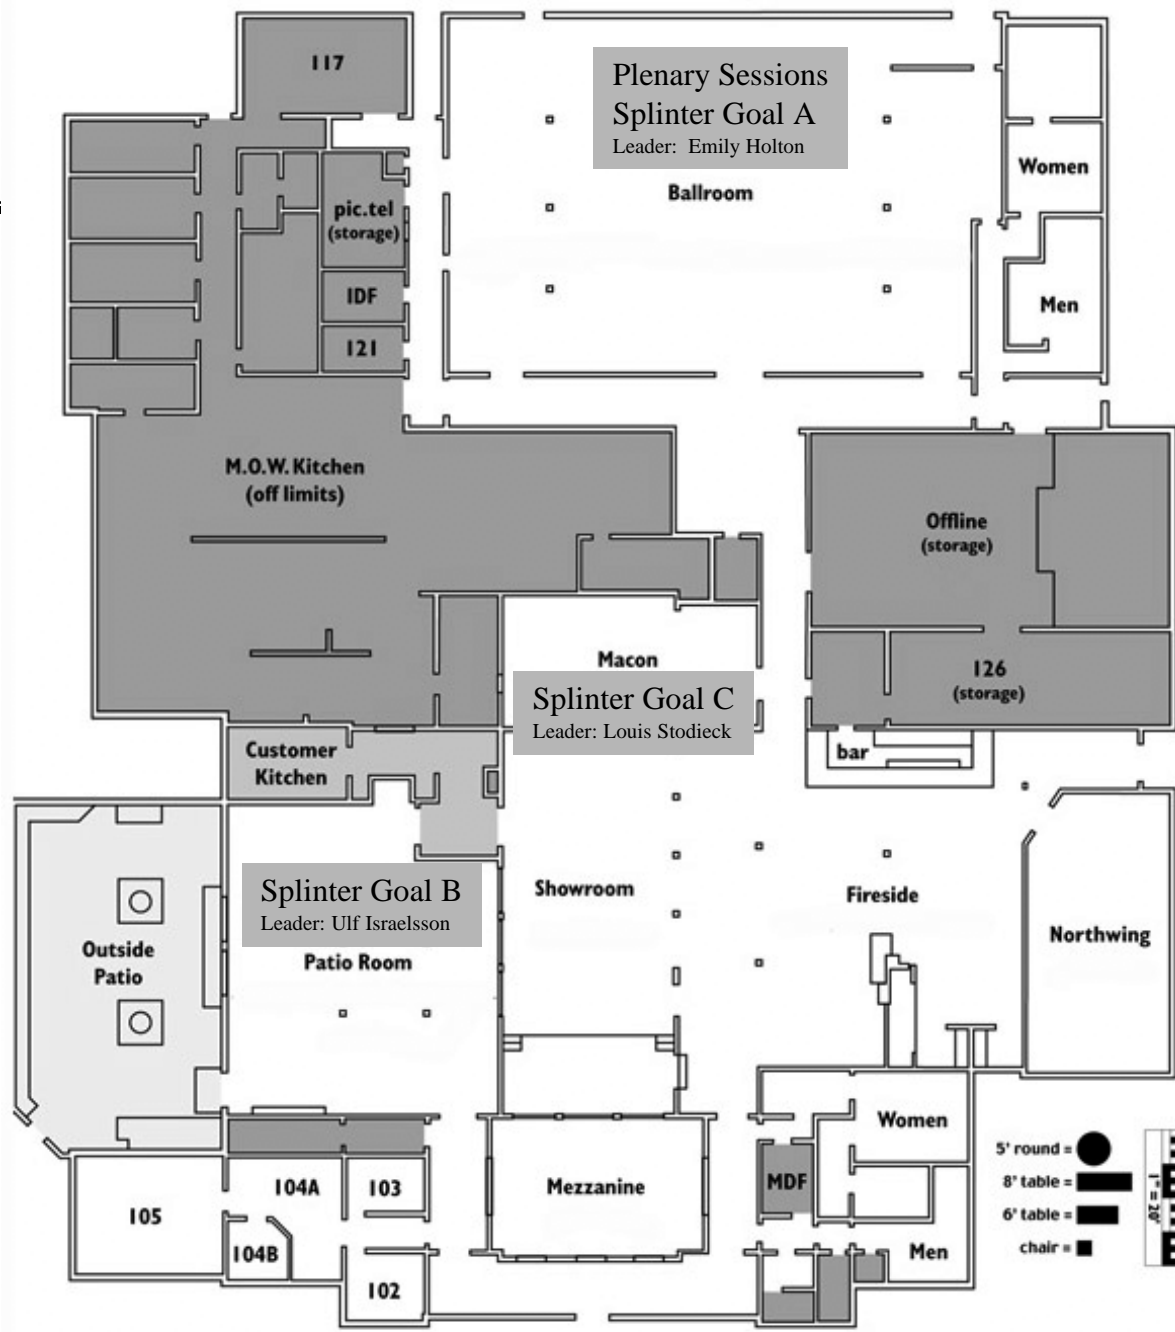 117
Plenary Sessions
Splinter Goal A
Leader: Emily Holton
Women
Ballroom
pic.tel
(storage)
IDF
Men
121
M.O.W. Kitchen
(off limits)
Offline
(storage)
Macon
126
(storage)
Splinter Goal C
Leader: Louis Stodieck
Customer
Kitchen
bar
Splinter Goal B
Leader: Ulf Israelsson
Showroom
Fireside
Outside
Patio
Patio Room
Northwing
Women
5' round =
104A
103
Mezzanine
MDF
8' table =
105
6' table =
1" = 20'
104B
Men
chair =
102